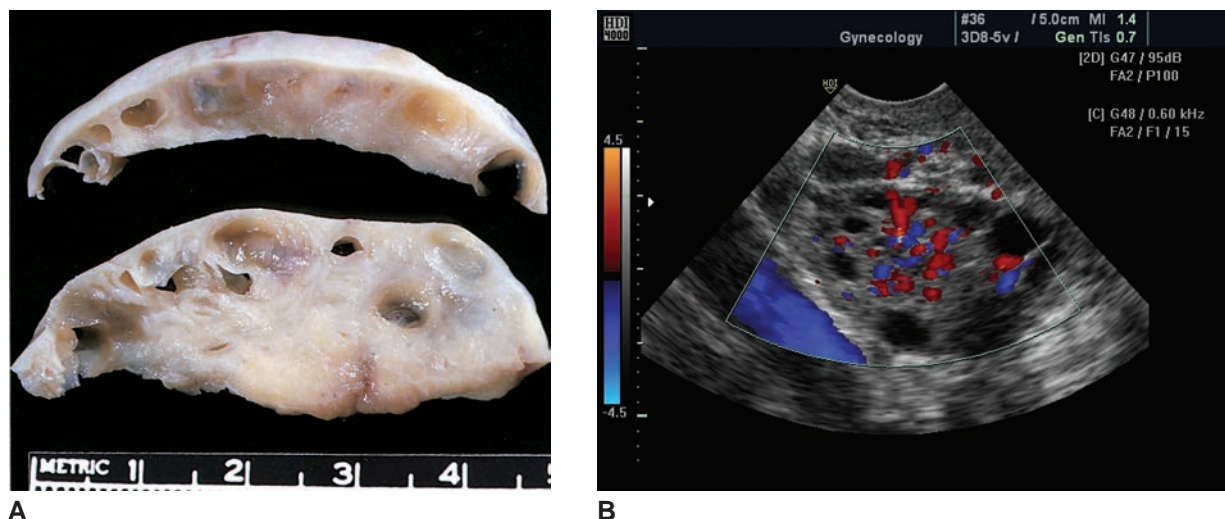 METRIC 1 2 3 4
A
HDI
4000
Gynecology
#36 / 5.0cm MI 1.4
3D8-5v / Gen TIs 0.7
[2D] G47 / 95dB
FA2 / P100
[C] G48 / 0.60 kHz
FA2 / F1 / 15
HDI
4.5
-4.5
B